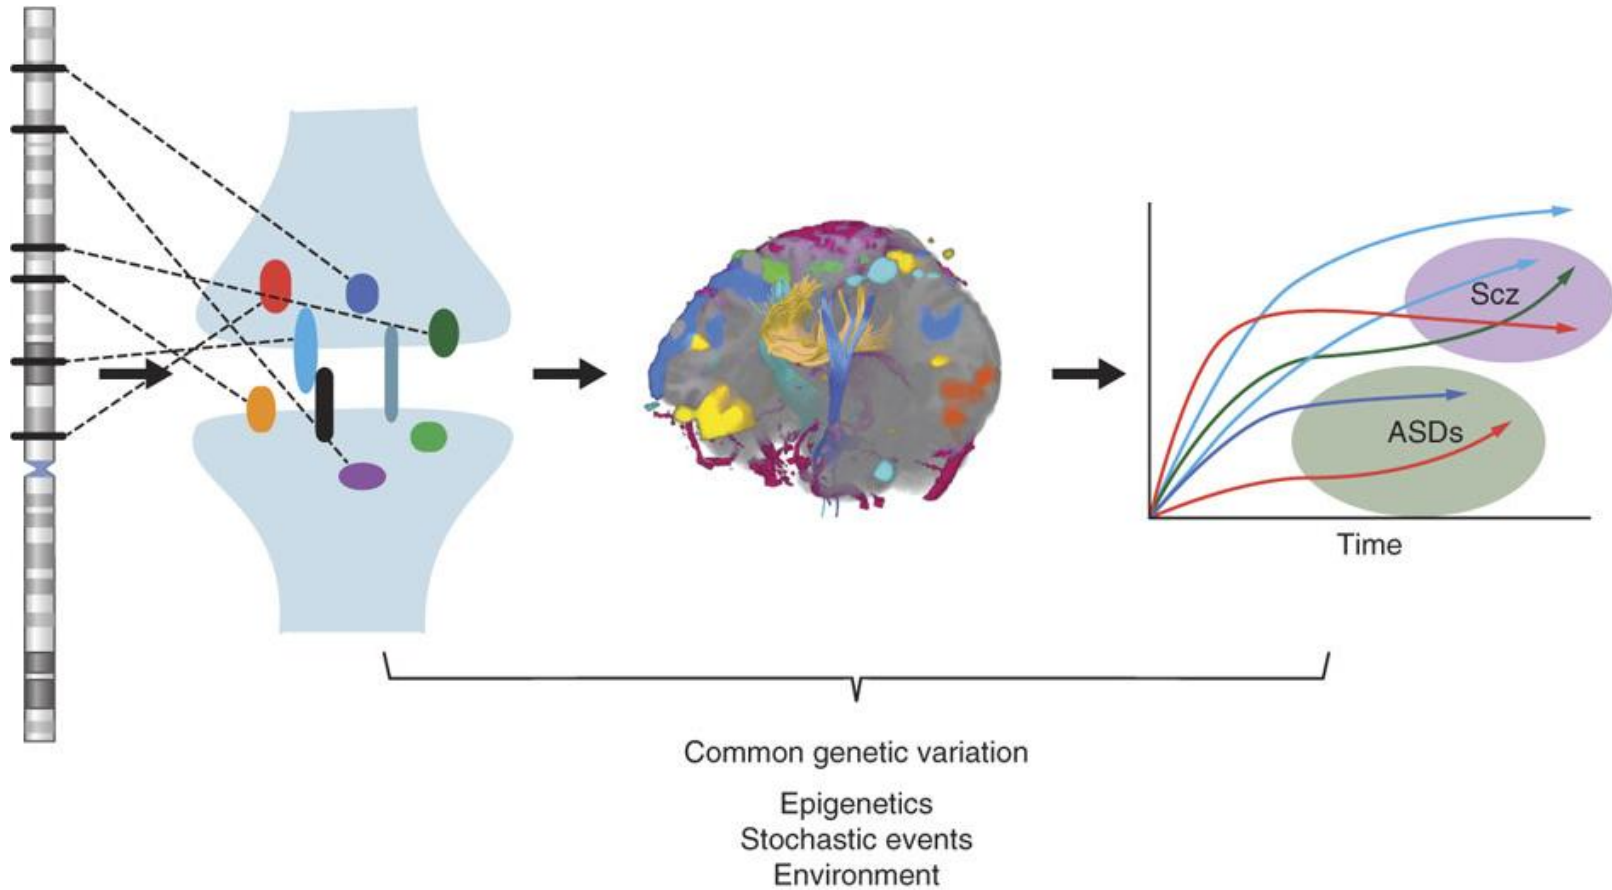 Scz
ASDs
Time
Common genetic variation
Epigenetics
Stochastic events
Environment